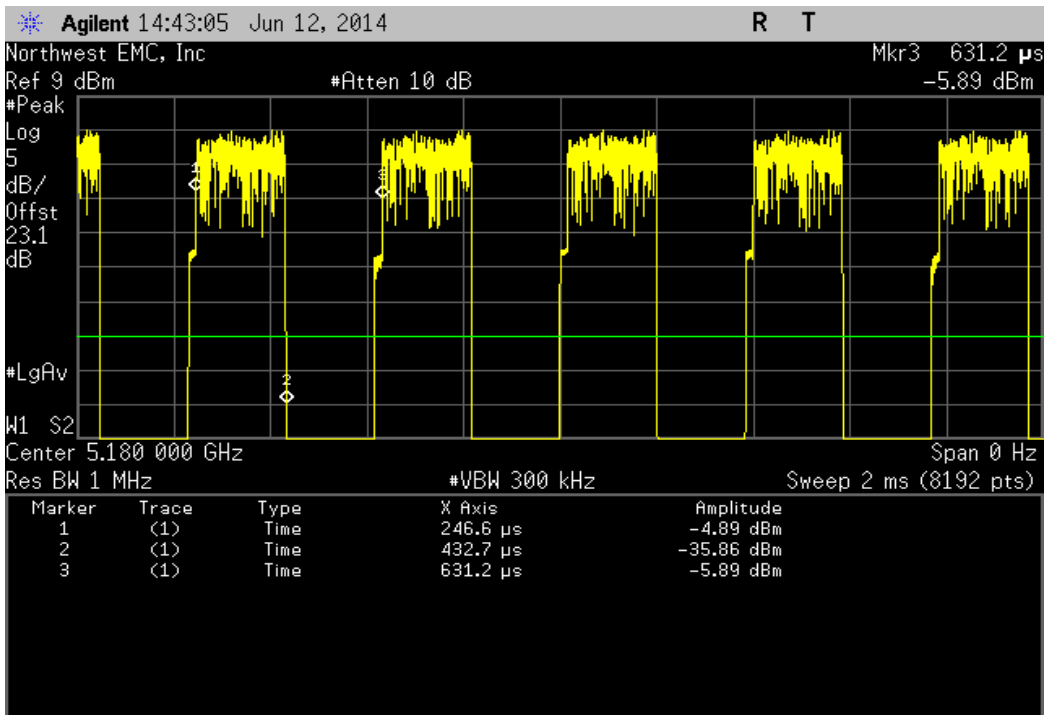 Agilent 14:43:05 Jun 12, 2014 R T
Northwest EMC, Inc Mkr3 631.2 µs
Ref 9 dBm #Atten 10 dB -5.89 dBm
#Peak
Log
5
dB/
Offst
23.1
dB
1
3
2
#LgAv
W1 S2
Center 5.180 000 GHz Span 0 Hz
Res BW 1 MHz #VBW 300 kHz Sweep 2 ms (8192 pts)
Marker Trace Type X Axis Amplitude
1 (1) Time 246.6 µs -4.89 dBm
2 (1) Time 432.7 µs -35.86 dBm
3 (1) Time 631.2 µs -5.89 dBm